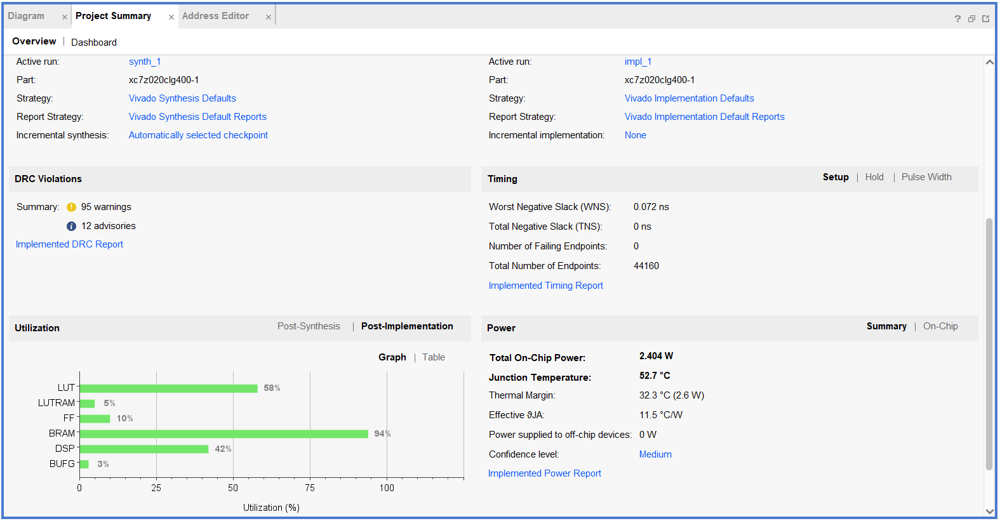 Diagram × Project Summary × Address Editor ×
?
Overview | Dashboard
Active run: synth_1
Part: xc7z020clg400-1
Strategy: Vivado Synthesis Defaults
Report Strategy: Vivado Synthesis Default Reports
Incremental synthesis: Automatically selected checkpoint
Active run: impl_1
Part: xc7z020clg400-1
Strategy: Vivado Implementation Defaults
Report Strategy: Vivado Implementation Default Reports
Incremental implementation: None
DRC Violations
Summary: 95 warnings
12 advisories
Implemented DRC Report
Timing Setup | Hold | Pulse Width
Worst Negative Slack (WNS): 0.072 ns
Total Negative Slack (TNS): 0 ns
Number of Failing Endpoints: 0
Total Number of Endpoints: 44160
Implemented Timing Report
Utilization Post-Synthesis | Post-Implementation
Graph | Table
LUT 58%
LUTRAM 5%
FF 10%
BRAM 94%
DSP 42%
BUFG 3%
0 25 50 75 100
Utilization (%)
Power Summary | On-Chip
Total On-Chip Power: 2.404 W
Junction Temperature: 52.7 °C
Thermal Margin: 32.3 °C (2.6 W)
Effective ϑJA: 11.5 °C/W
Power supplied to off-chip devices: 0 W
Confidence level: Medium
Implemented Power Report